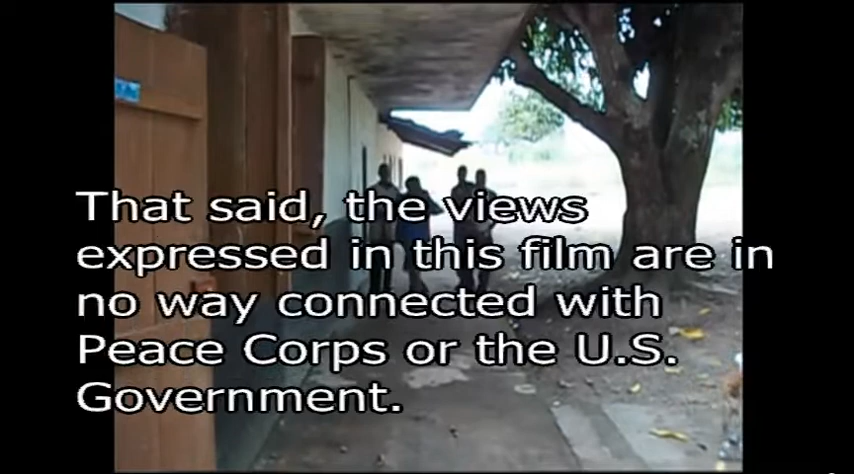 That said, the views
expressed in this film are in
no way connected with
Peace Corps or the U.S.
Government.